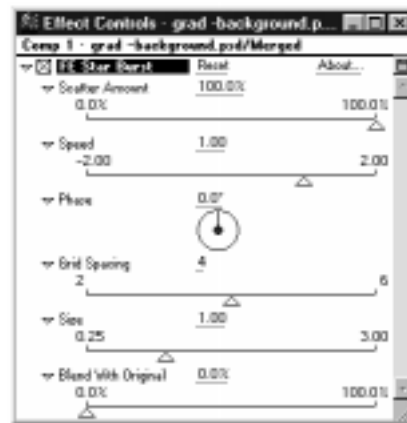 Effect Controls - grad -background.p...
Comp 1 - grad -background.psd/Merged
FE Star Burst Reset About...
Scatter Amount 100.0%
0.0% 100.0%
Speed 1.00
-2.00 2.00
Phase 0.0°
Grid Spacing 4
2 6
Size 1.00
0.25 3.00
Blend With Original 0.0%
0.0% 100.0%